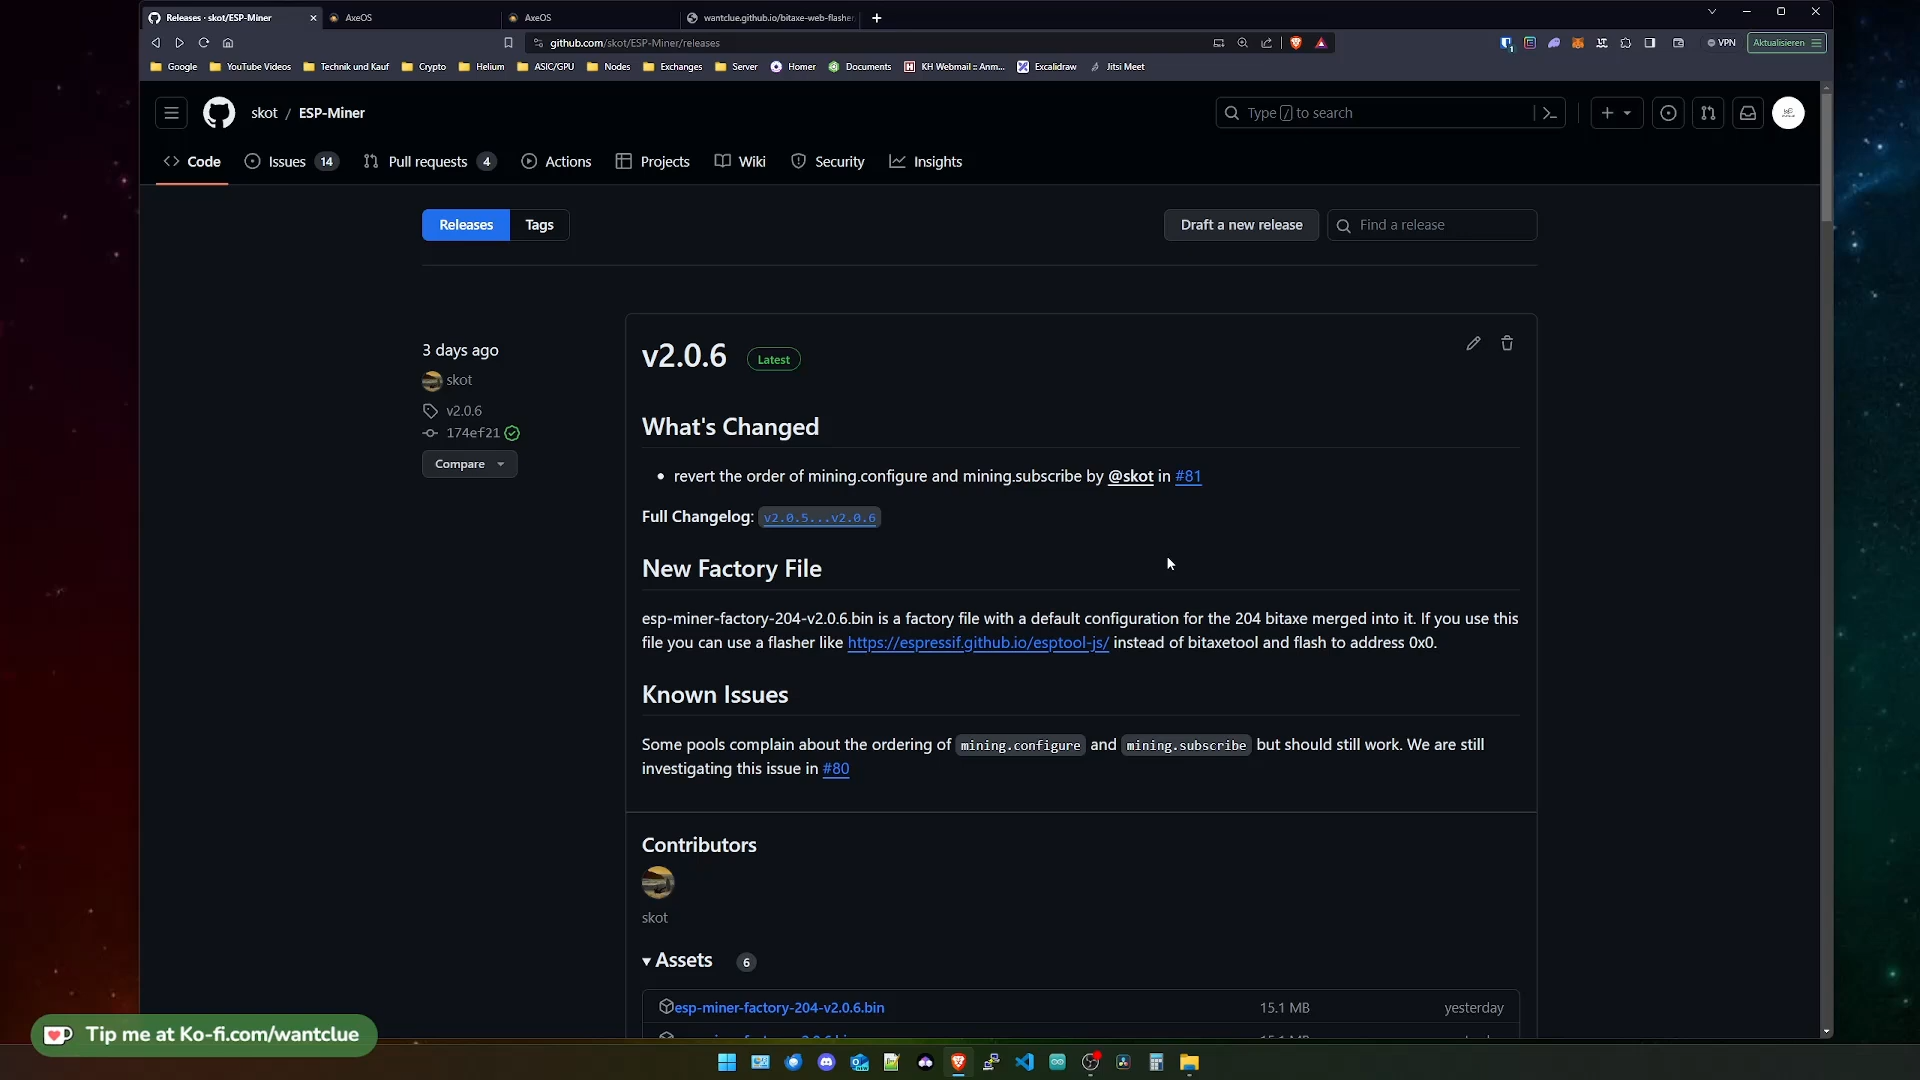 Releases · skot/ESP-Miner
AxeOS
AxeOS
wantclue.github.io/bitaxe-web-flasher
github.com/skot/ESP-Miner/releases
VPN
Aktualisieren
Google
YouTube Videos
Technik und Kauf
Crypto
Helium
ASIC/GPU
Nodes
Exchanges
Server
Homer
Documents
KH Webmail :: Anm...
Excalidraw
Jitsi Meet
skot / ESP-Miner
Type / to search
Code
Issues 14
Pull requests 4
Actions
Projects
Wiki
Security
Insights
Releases
Tags
Draft a new release
Find a release
3 days ago
skot
v2.0.6
174ef21
Compare
v2.0.6 Latest
What's Changed
• revert the order of mining.configure and mining.subscribe by @skot in #81
Full Changelog: v2.0.5...v2.0.6
New Factory File
esp-miner-factory-204-v2.0.6.bin is a factory file with a default configuration for the 204 bitaxe merged into it. If you use this
file you can use a flasher like https://espressif.github.io/esptool-js/ instead of bitaxetool and flash to address 0x0.
Known Issues
Some pools complain about the ordering of mining.configure and mining.subscribe but should still work. We are still
investigating this issue in #80
Contributors
skot
Assets 6
esp-miner-factory-204-v2.0.6.bin 15.1 MB yesterday
Tip me at Ko-fi.com/wantclue